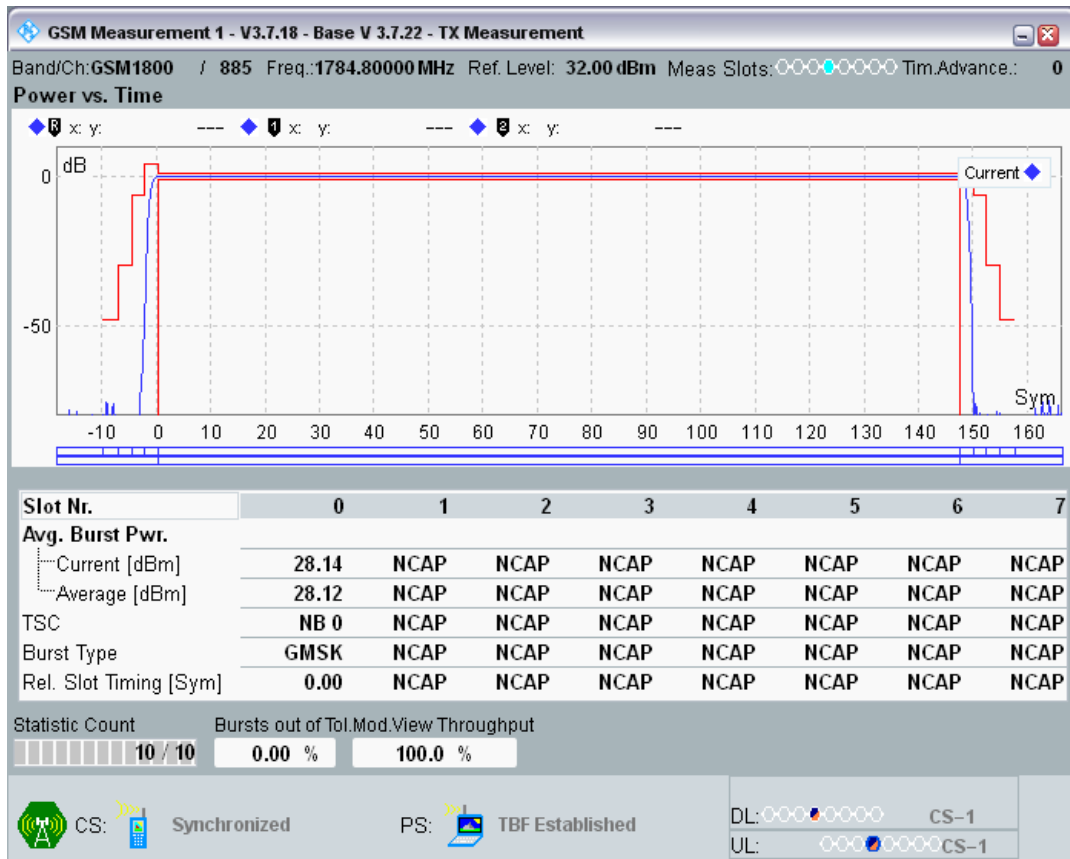 GSM Measurement 1 - V3.7.18 - Base V 3.7.22 - TX Measurement
Band/Ch:GSM1800 / 885 Freq.:1784.80000 MHz Ref. Level: 32.00 dBm Meas Slots: Tim.Advance.: 0
Power vs. Time
R x: y: --- 1 x: y: --- 2 x: y: ---
dB
Current
0
-50
Sym
-10 0 10 20 30 40 50 60 70 80 90 100 110 120 130 140 150 160
Slot Nr. 0 1 2 3 4 5 6 7
Avg. Burst Pwr.
Current [dBm] 28.14 NCAP NCAP NCAP NCAP NCAP NCAP NCAP
Average [dBm] 28.12 NCAP NCAP NCAP NCAP NCAP NCAP NCAP
TSC NB 0 NCAP NCAP NCAP NCAP NCAP NCAP NCAP
Burst Type GMSK NCAP NCAP NCAP NCAP NCAP NCAP NCAP
Rel. Slot Timing [Sym] 0.00 NCAP NCAP NCAP NCAP NCAP NCAP NCAP
Statistic Count Bursts out of Tol. Mod.View Throughput
10 / 10 0.00 % 100.0 %
CS: Synchronized PS: TBF Established DL: CS-1
UL: CS-1